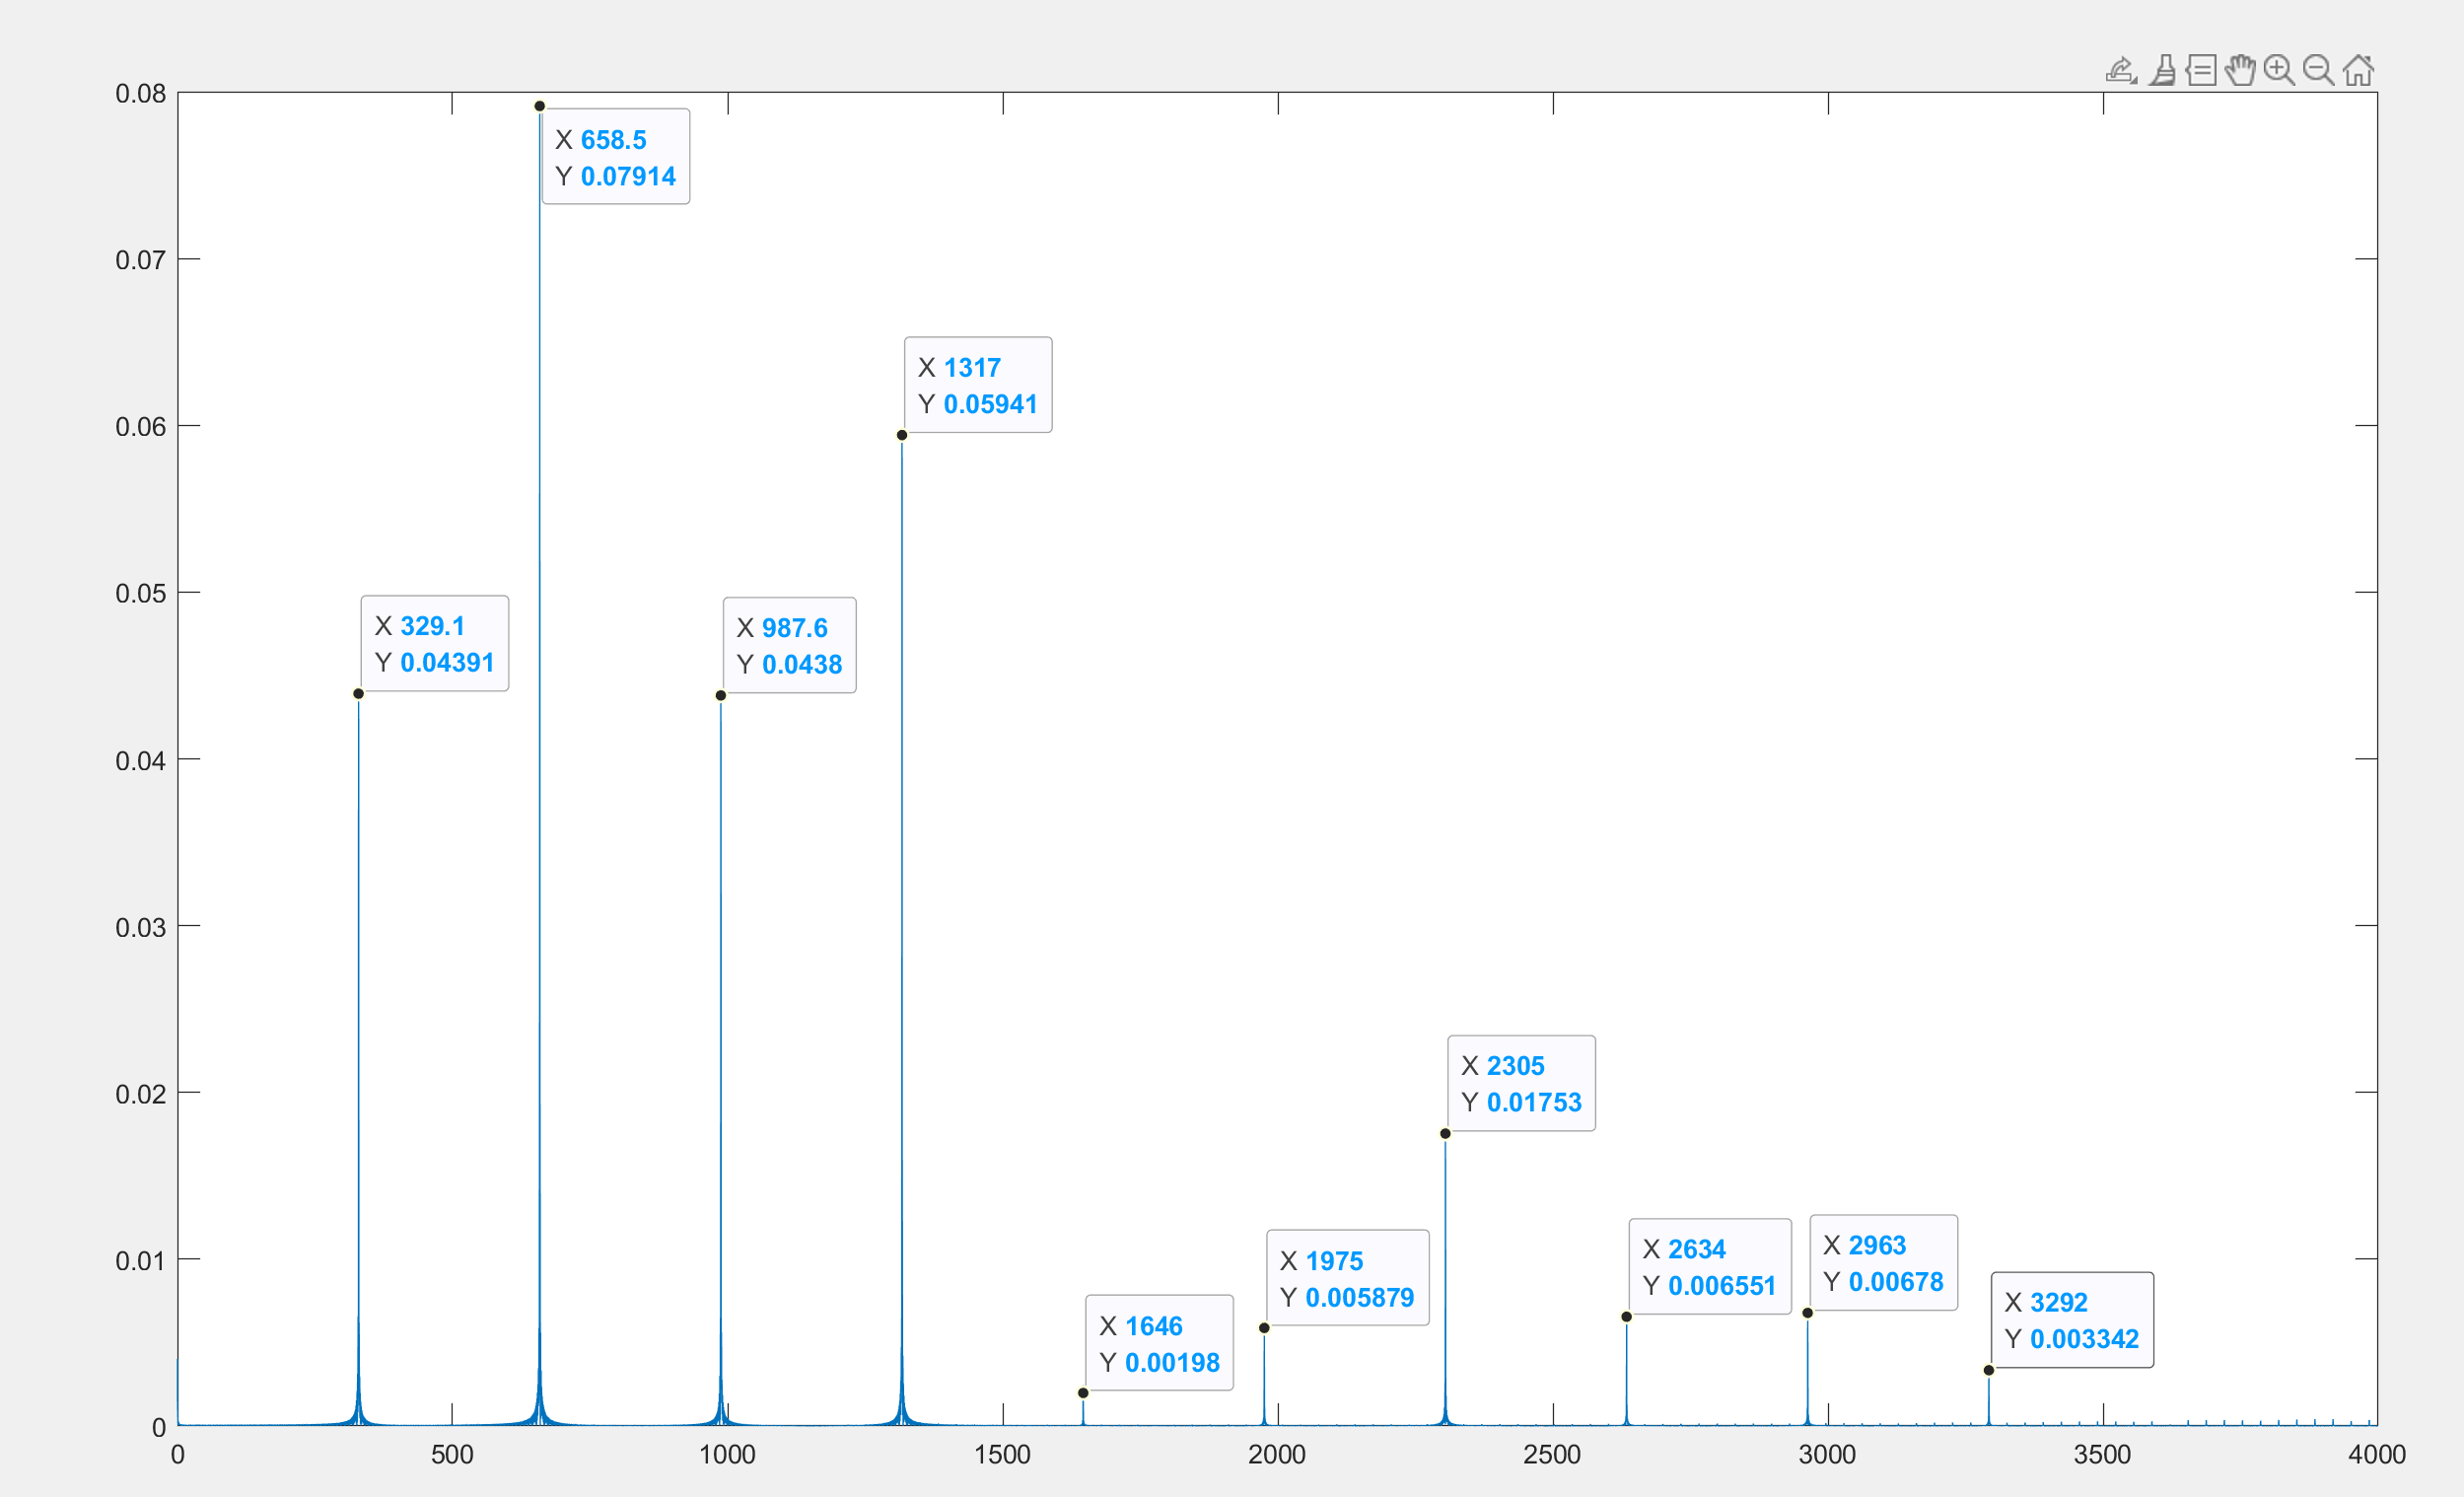 0.08
X 658.5
Y 0.07914
0.07
X 1317
Y 0.05941
0.06
0.05
X 329.1
Y 0.04391
X 987.6
Y 0.0438
0.04
0.03
0.02
X 2305
Y 0.01753
0.01
X 1646
Y 0.00198
X 1975
Y 0.005879
X 2634
Y 0.006551
X 2963
Y 0.00678
X 3292
Y 0.003342
0
0 500 1000 1500 2000 2500 3000 3500 4000